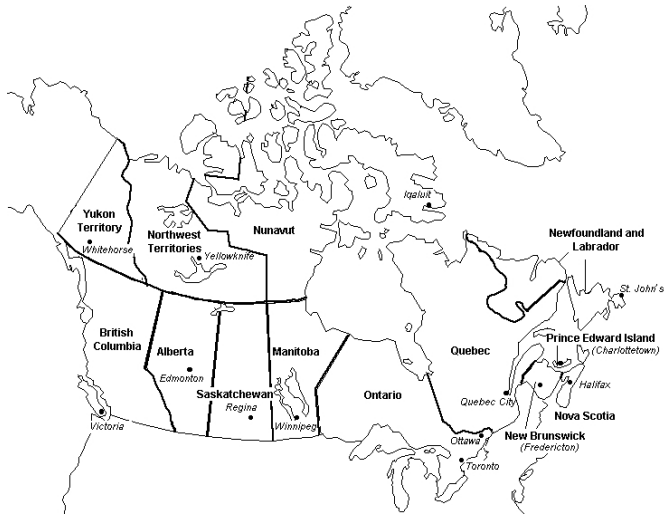 Iqaluit
Yukon
Territory
Whitehorse
Northwest
Territories
Yellowknife
Nunavut
Newfoundland and
Labrador
St. John's
British
Columbia
Alberta
Edmonton
Saskatchewan
Regina
Manitoba
Winnipeg
Ontario
Quebec
Quebec City
Prince Edward Island
(Charlottetown)
Halifax
Nova Scotia
New Brunswick
(Fredericton)
Victoria
Ottawa
Toronto